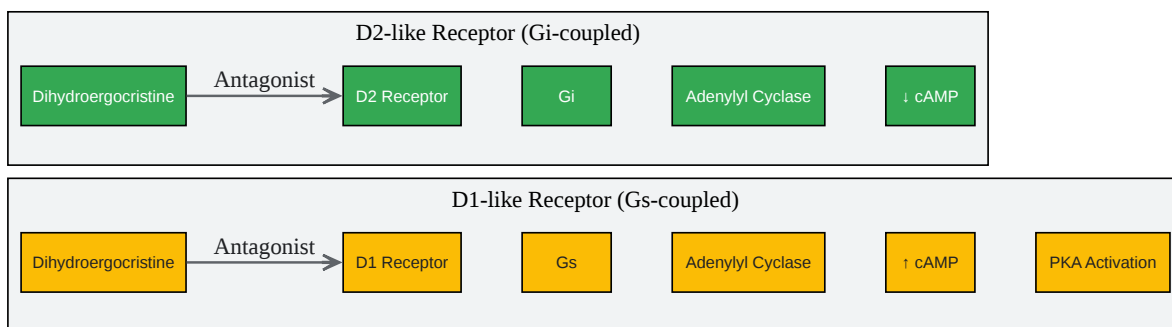 D2-like Receptor (Gi-coupled)
Antagonist
Dihydroergocristine D2 Receptor Gi Adenylyl Cyclase ↓ cAMP
D1-like Receptor (Gs-coupled)
Antagonist
Dihydroergocristine D1 Receptor Gs Adenylyl Cyclase ↑ cAMP PKA Activation